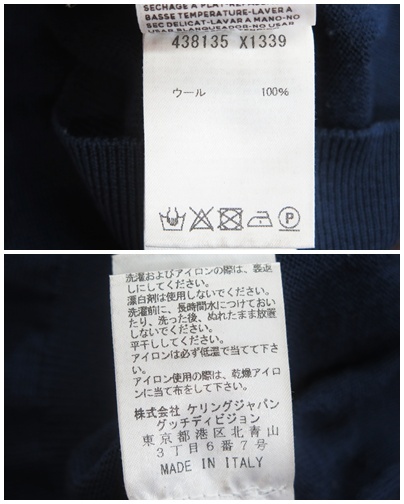 SECHAGE A PLAT-REPASS
BASSE TEMPERATURE-LAVER A
SEC DELICAT-LAVAR A MANO-NO
USAR BLANQUEADOR-NO USAR
438135 X1339
ウール 100%
P
洗濯およびアイロンの際は、裏返
しにしてください。
漂白剤は使用しないでください。
洗濯前に、長時間水につけておい
たり、洗った後、ぬれたまま放置
しないでください。
平干ししてください。
アイロンは必ず低温で当てて下さ
い。
アイロン使用の際は、乾燥アイロ
ンに当て布をして下さい。
株式会社 ケリングジャパン
グッチディビジョン
東京都港区北青山
3丁目6番7号
MADE IN ITALY